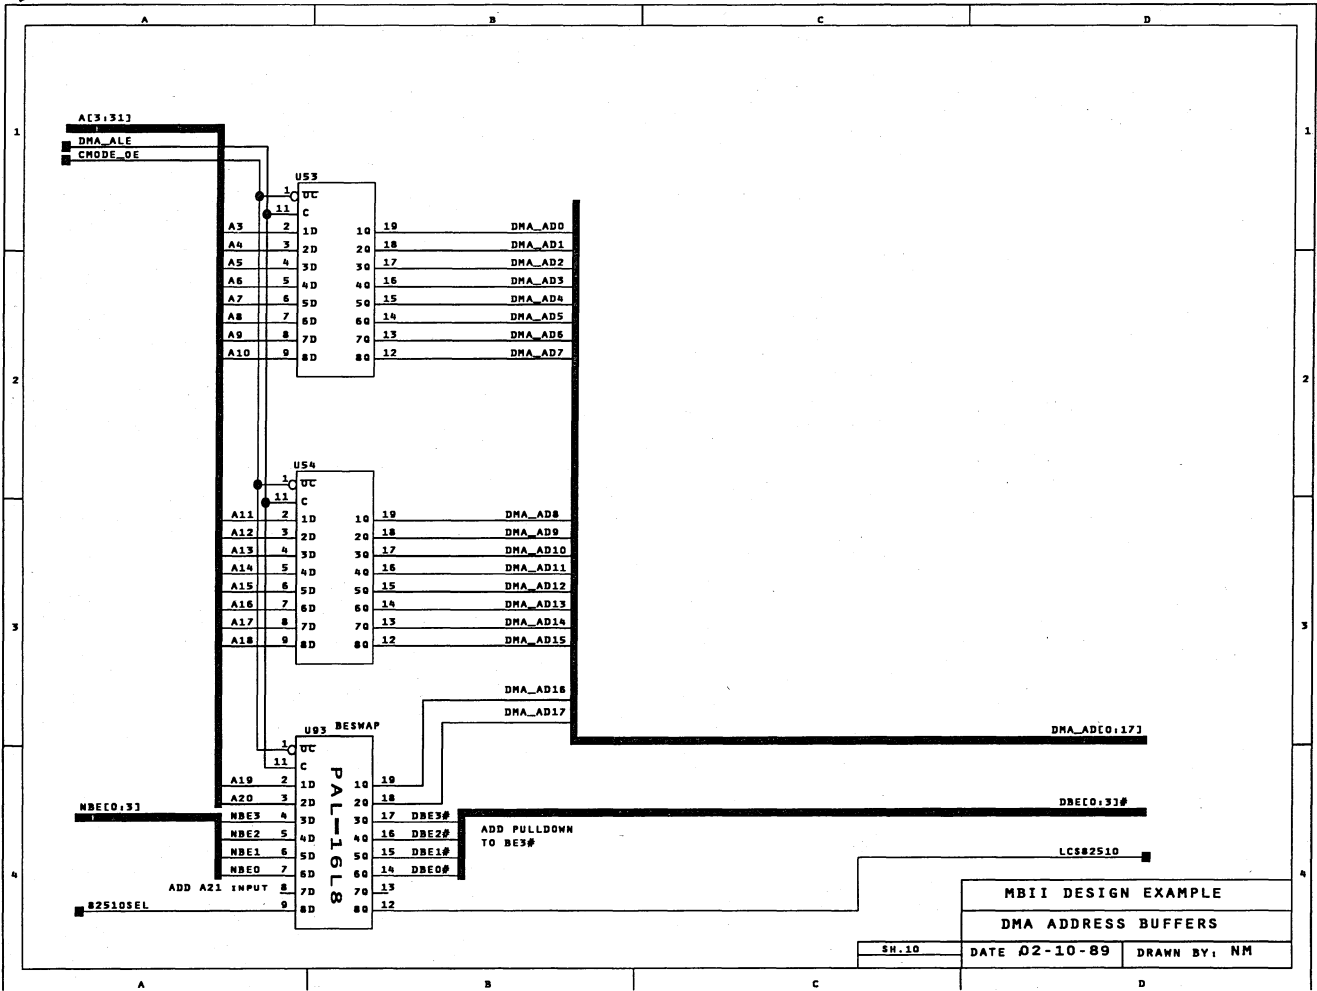 A B C D
1 1
A[3:31]
DMA_ALE
CMODE_OE
U53
1 OC
11 C
A3 2 1D 1Q 19 DMA_AD0
A4 3 2D 2Q 18 DMA_AD1
A5 4 3D 3Q 17 DMA_AD2
A6 5 4D 4Q 16 DMA_AD3
A7 6 5D 5Q 15 DMA_AD4
A8 7 6D 6Q 14 DMA_AD5
A9 8 7D 7Q 13 DMA_AD6
A10 9 8D 8Q 12 DMA_AD7
2 2
U54
1 OC
11 C
A11 2 1D 1Q 19 DMA_AD8
A12 3 2D 2Q 18 DMA_AD9
A13 4 3D 3Q 17 DMA_AD10
A14 5 4D 4Q 16 DMA_AD11
A15 6 5D 5Q 15 DMA_AD12
A16 7 6D 6Q 14 DMA_AD13
A17 8 7D 7Q 13 DMA_AD14
A18 9 8D 8Q 12 DMA_AD15
3 3
DMA_AD16
DMA_AD17
DMA_AD[0:17]
U93 BESWAP
PAL-16L8
1 OC
11 C
A19 2 1D 1Q 19
A20 3 2D 2Q 18
NBE[0:3]
DBE[0:3]#
NBE3 4 3D 3Q 17 DBE3#
NBE2 5 4D 4Q 16 DBE2#
NBE1 6 5D 5Q 15 DBE1#
NBE0 7 6D 6Q 14 DBE0#
ADD PULLDOWN
TO BE3#
LCS82510
ADD A21 INPUT 8 7D 7Q 13
82510SEL 9 8D 8Q 12
4 4
MBII DESIGN EXAMPLE
DMA ADDRESS BUFFERS
SH.10 DATE 02-10-89 DRAWN BY: NM
A B C D